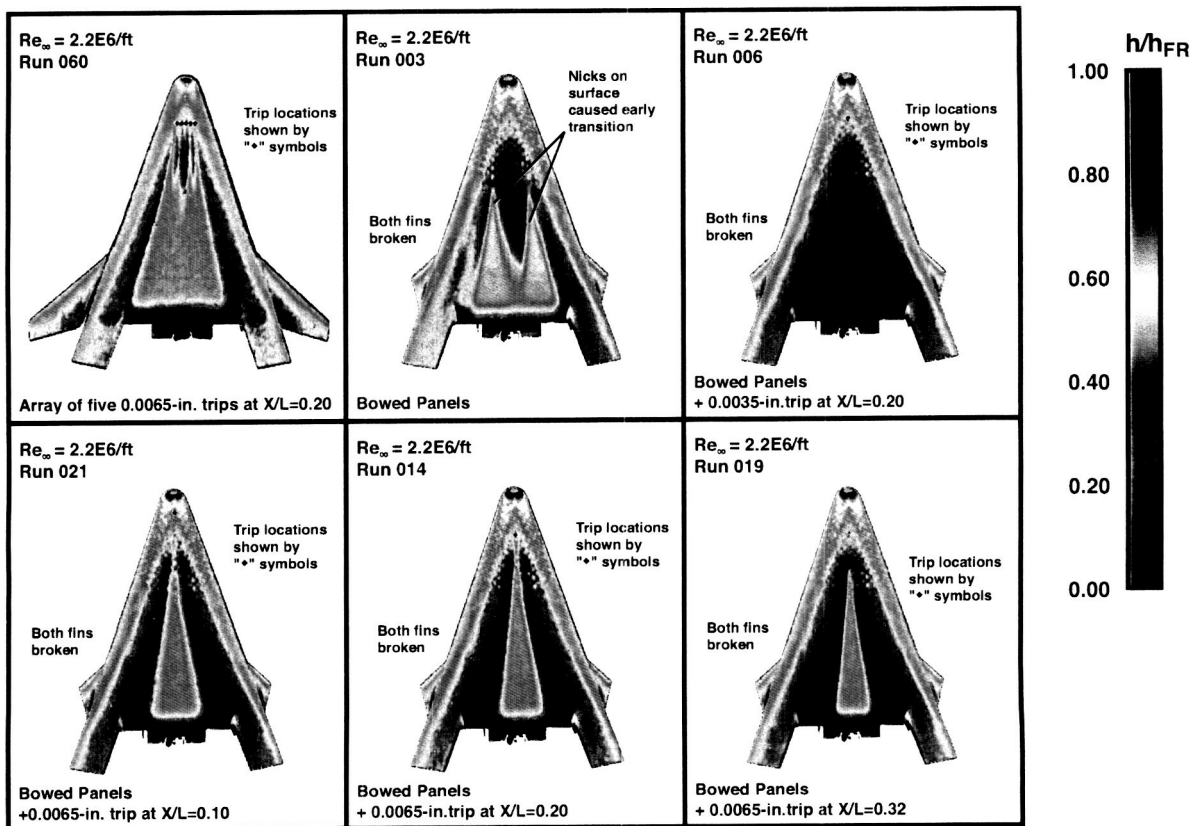 Re∞ = 2.2E6/ft
Run 060
Trip locations
shown by
"◆" symbols
Array of five 0.0065-in. trips at X/L=0.20
Re∞ = 2.2E6/ft
Run 003
Nicks on
surface
caused early
transition
Both fins
broken
Bowed Panels
Re∞ = 2.2E6/ft
Run 006
Trip locations
shown by
"◆" symbols
Both fins
broken
Bowed Panels
+ 0.0035-in.trip at X/L=0.20
Re∞ = 2.2E6/ft
Run 021
Trip locations
shown by
"◆" symbols
Both fins
broken
Bowed Panels
+0.0065-in. trip at X/L=0.10
Re∞ = 2.2E6/ft
Run 014
Trip locations
shown by
"◆" symbols
Both fins
broken
Bowed Panels
+ 0.0065-in.trip at X/L=0.20
Re∞ = 2.2E6/ft
Run 019
Trip locations
shown by
"◆" symbols
Both fins
broken
Bowed Panels
+ 0.0065-in.trip at X/L=0.32
h/hFR
1.00
0.80
0.60
0.40
0.20
0.00